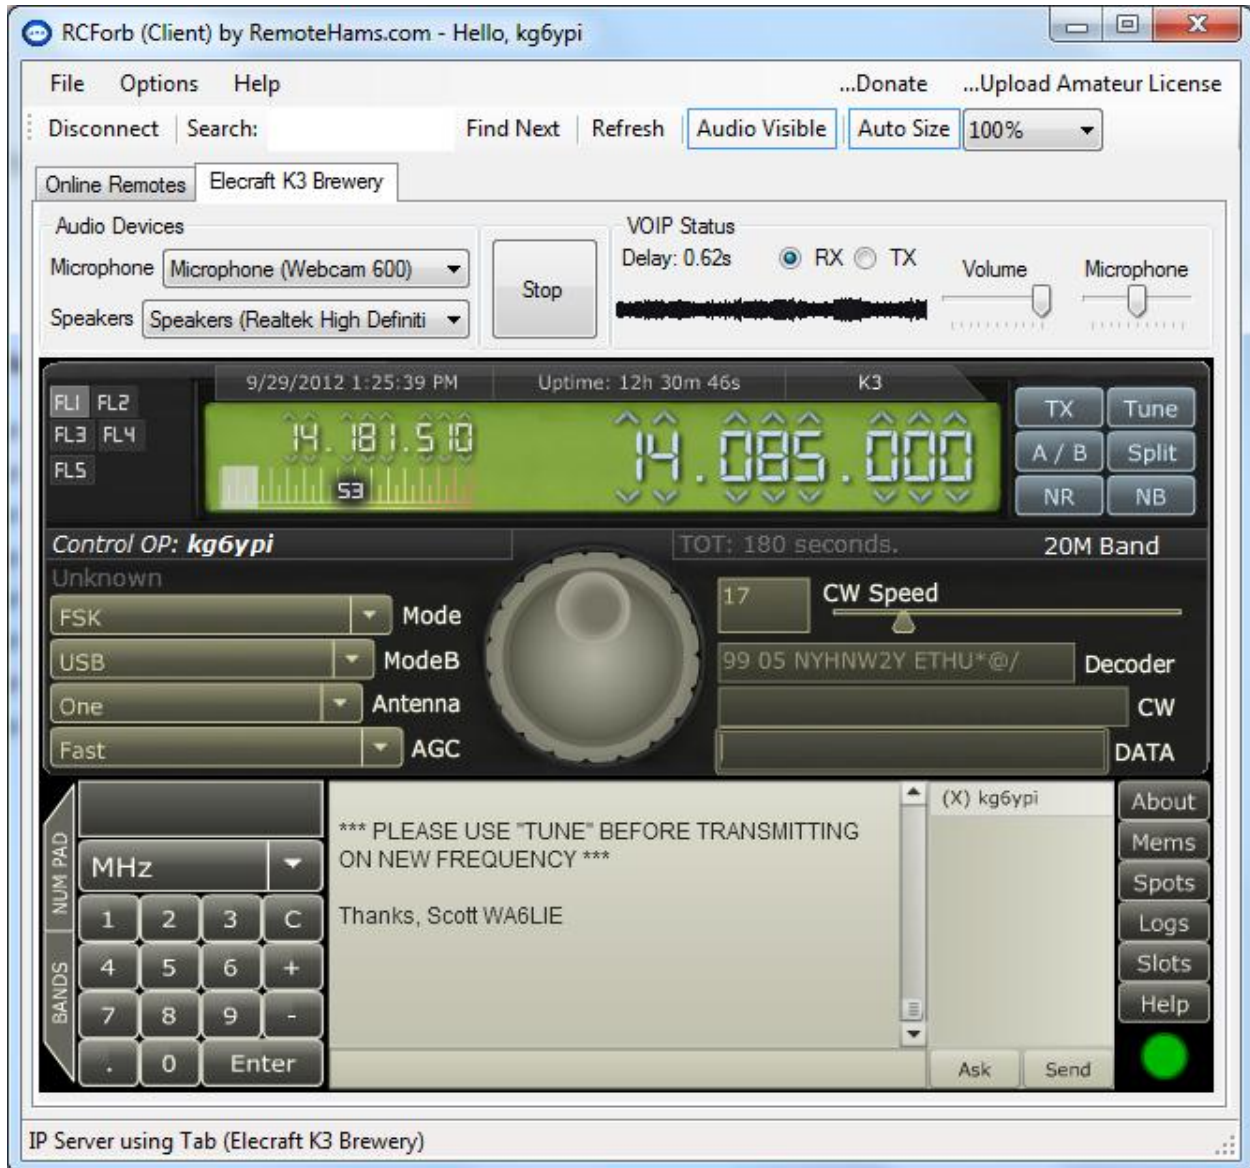 RCForb (Client) by RemoteHams.com - Hello, kg6ypi
File Options Help ...Donate ...Upload Amateur License
Disconnect Search: Find Next Refresh Audio Visible Auto Size 100%
Online Remotes Elecraft K3 Brewery
Audio Devices VOIP Status
Microphone Microphone (Webcam 600) Stop Delay: 0.62s RX TX Volume Microphone
Speakers Speakers (Realtek High Definiti
9/29/2012 1:25:39 PM Uptime: 12h 30m 46s K3
FL1 FL2 14.181.510 14.085.000 TX Tune
FL3 FL4 A / B Split
FL5 S3 NR NB
Control OP: kg6ypi TOT: 180 seconds. 20M Band
Unknown
FSK Mode 17 CW Speed
USB ModeB 99 05 NYHNW2Y ETHU*@/ Decoder
One Antenna CW
Fast AGC DATA
(X) kg6ypi About
*** PLEASE USE "TUNE" BEFORE TRANSMITTING
ON NEW FREQUENCY ***
Thanks, Scott WA6LIE
NUM PAD
BANDS
MHz
1 2 3 C
4 5 6 +
7 8 9 -
. 0 Enter
Mems
Spots
Logs
Slots
Help
Ask Send
IP Server using Tab (Elecraft K3 Brewery)